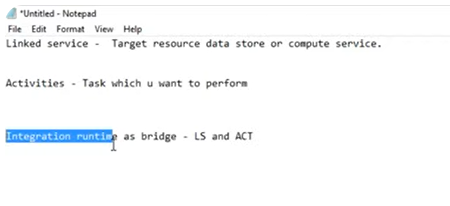 *Untitled - Notepad
File Edit Format View Help
Linked service - Target resource data store or compute service.
Activities - Task which u want to perform
Integration runtime as bridge - LS and ACT